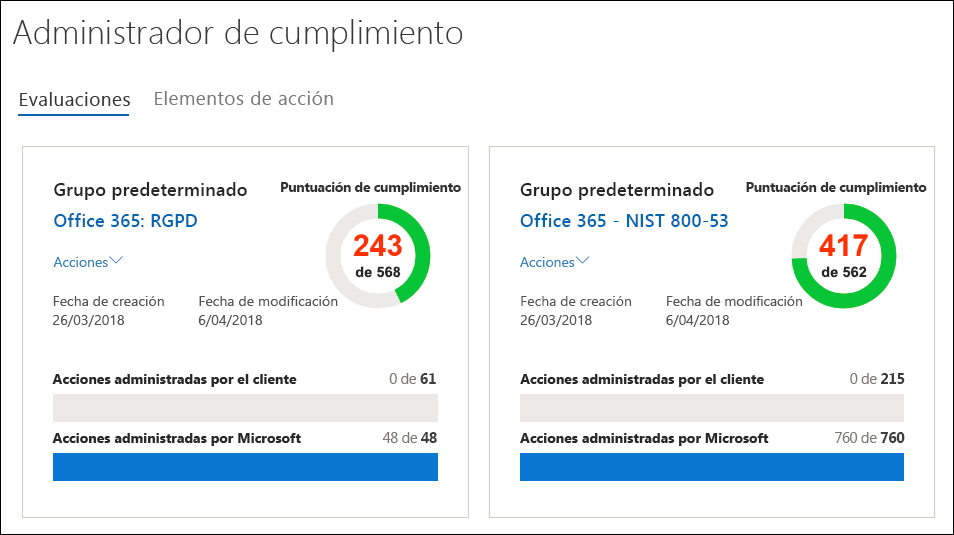 Administrador de cumplimiento
Evaluaciones Elementos de acción
Grupo predeterminado
Puntuación de cumplimiento
Office 365: RGPD
243
de 568
Acciones
Fecha de creación Fecha de modificación
26/03/2018 6/04/2018
Acciones administradas por el cliente 0 de 61
Acciones administradas por Microsoft 48 de 48
Grupo predeterminado
Puntuación de cumplimiento
Office 365 - NIST 800-53
417
de 562
Acciones
Fecha de creación Fecha de modificación
26/03/2018 6/04/2018
Acciones administradas por el cliente 0 de 215
Acciones administradas por Microsoft 760 de 760